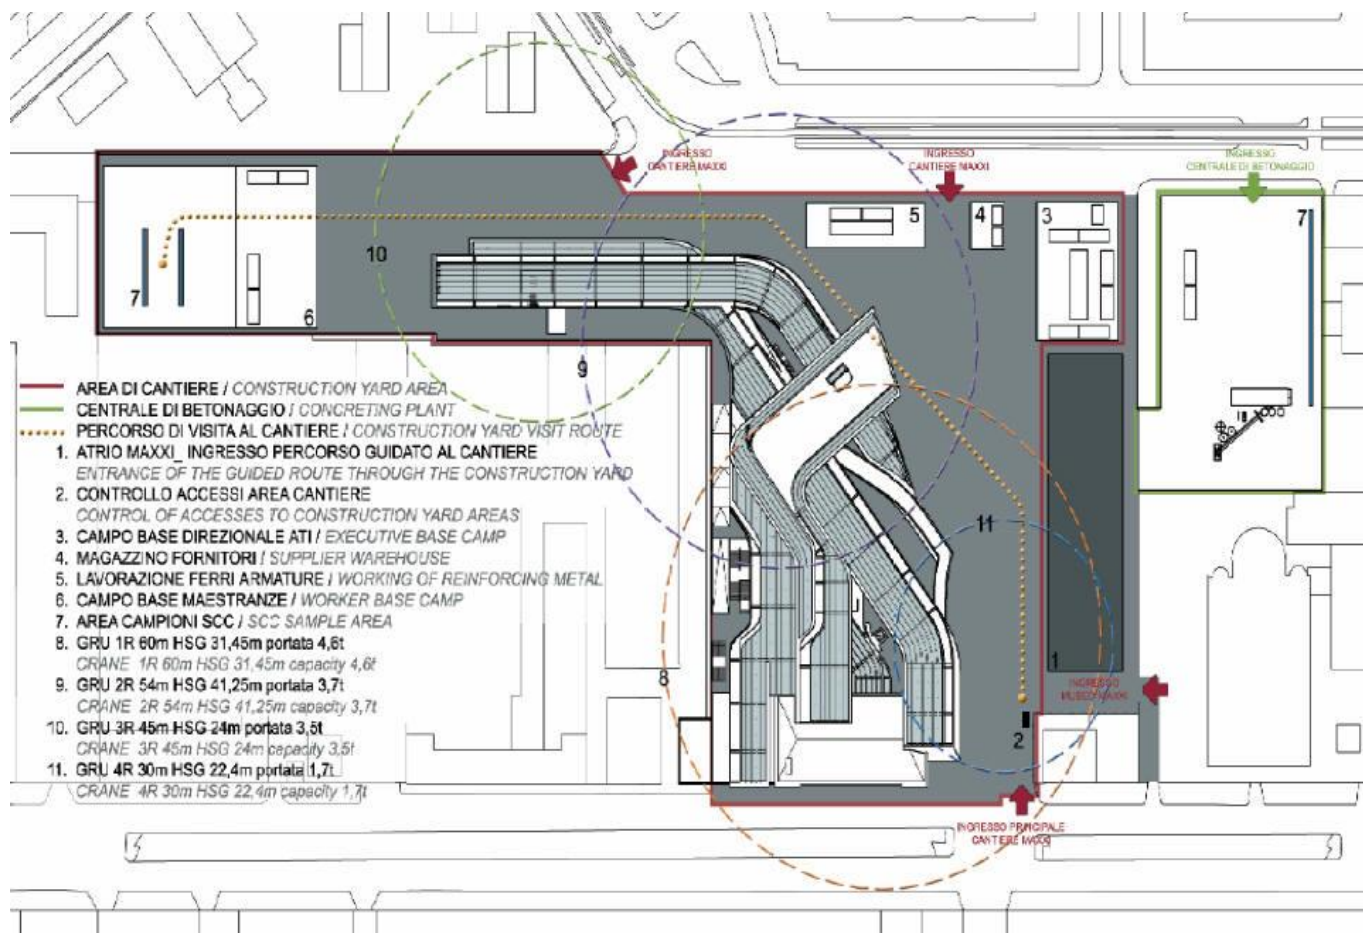 INGRESSO
CANTIERE MAXXI
INGRESSO
CANTIERE MAXXI
INGRESSO
CENTRALE DI BETONAGGIO
5
4
3
7
10
7
6
9
AREA DI CANTIERE / CONSTRUCTION YARD AREA
CENTRALE DI BETONAGGIO / CONCRETING PLANT
PERCORSO DI VISITA AL CANTIERE / CONSTRUCTION YARD VISIT ROUTE
1. ATRIO MAXXI_ INGRESSO PERCORSO GUIDATO AL CANTIERE
ENTRANCE OF THE GUIDED ROUTE THROUGH THE CONSTRUCTION YARD
2. CONTROLLO ACCESSI AREA CANTIERE
CONTROL OF ACCESSES TO CONSTRUCTION YARD AREAS
3. CAMPO BASE DIREZIONALE ATI / EXECUTIVE BASE CAMP
4. MAGAZZINO FORNITORI / SUPPLIER WAREHOUSE
5. LAVORAZIONE FERRI ARMATURE / WORKING OF REINFORCING METAL
6. CAMPO BASE MAESTRANZE / WORKER BASE CAMP
7. AREA CAMPIONI SCC / SCC SAMPLE AREA
8. GRU 1R 60m HSG 31,45m portata 4,6t
CRANE 1R 60m HSG 31,45m capacity 4,6t
9. GRU 2R 54m HSG 41,25m portata 3,7t
CRANE 2R 54m HSG 41,25m capacity 3,7t
10. GRU 3R 45m HSG 24m portata 3,5t
CRANE 3R 45m HSG 24m capacity 3,5t
11. GRU 4R 30m HSG 22,4m portata 1,7t
CRANE 4R 30m HSG 22,4m capacity 1,7t
11
8
1
INGRESSO
MUSEO MAXXI
2
INGRESSO PRINCIPALE
CANTIERE MAXXI